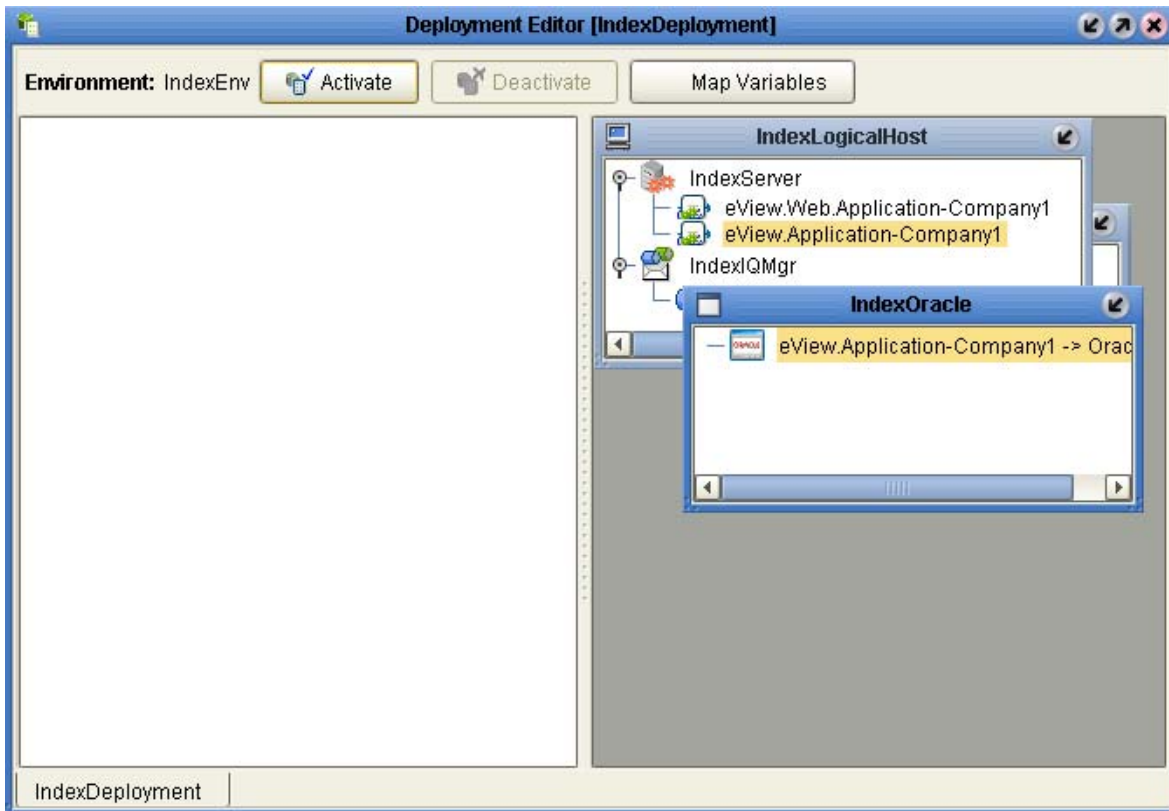 Deployment Editor [IndexDeployment]
Environment: IndexEnv Activate Deactivate Map Variables
IndexLogicalHost
IndexServer
eView.Web.Application-Company1
eView.Application-Company1
IndexIQMgr
IndexOracle
ORACLE eView.Application-Company1 -> Orac
IndexDeployment